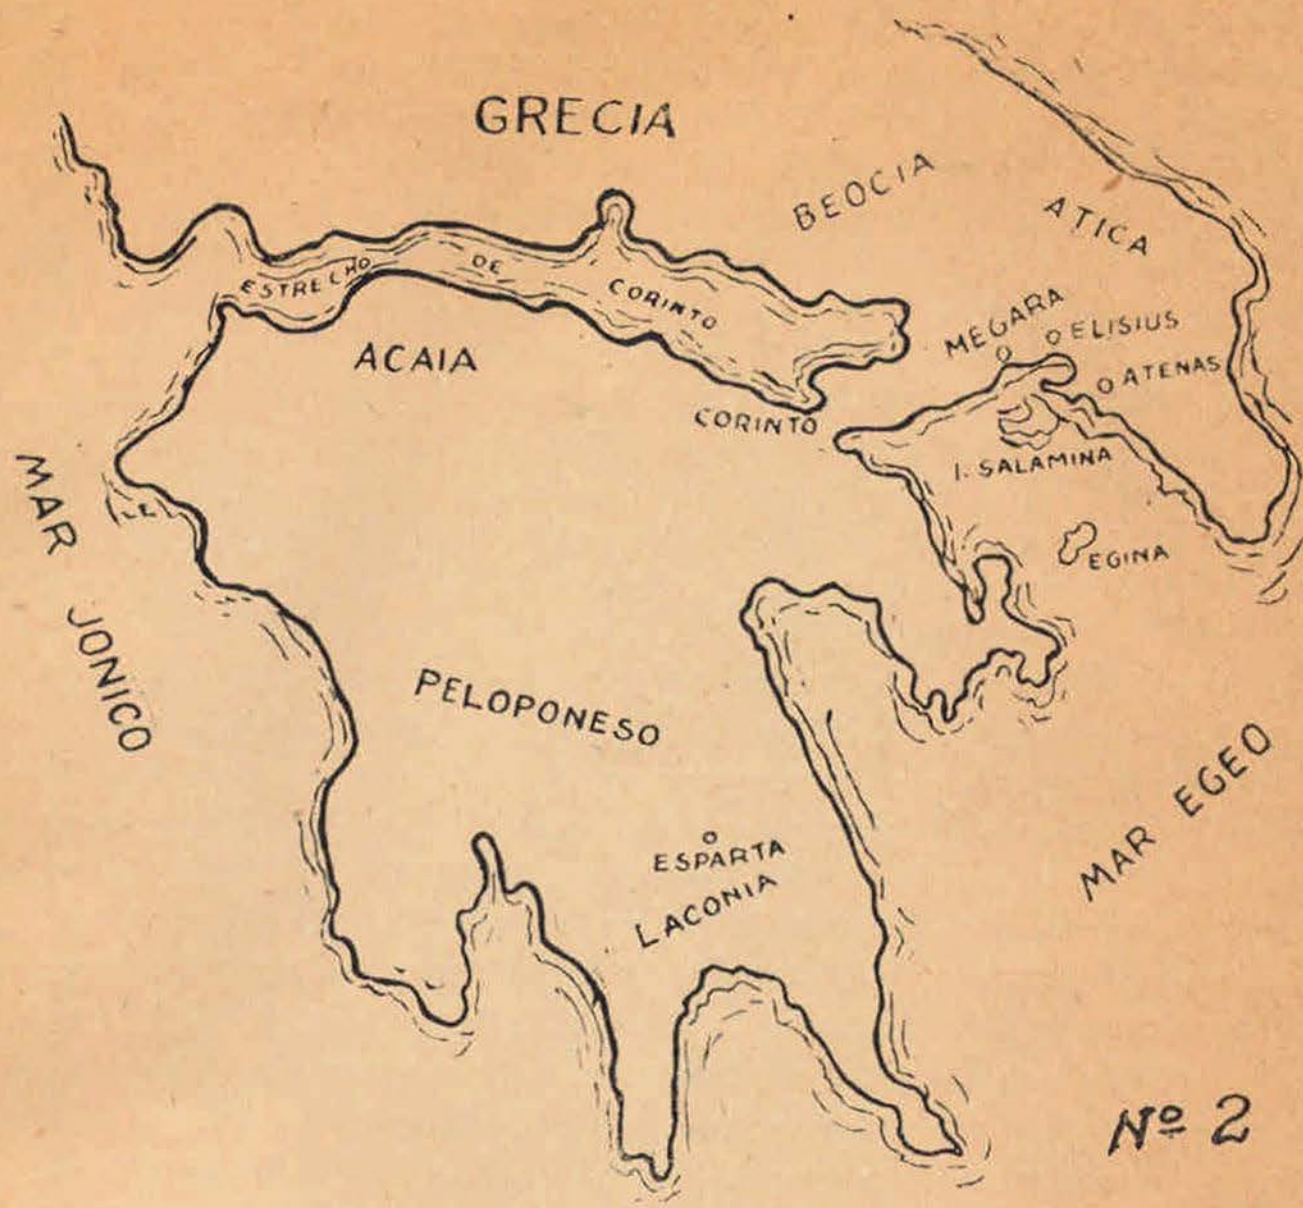 GRECIA
BEOCIA
ATICA
ESTRECHO DE CORINTO
MEGARA
ELISIUS
ACAIA
ATENAS
CORINTO
I. SALAMINA
MAR JONICO
EGINA
PELOPONESO
MAR EGEO
ESPARTA
LACONIA
Nº 2